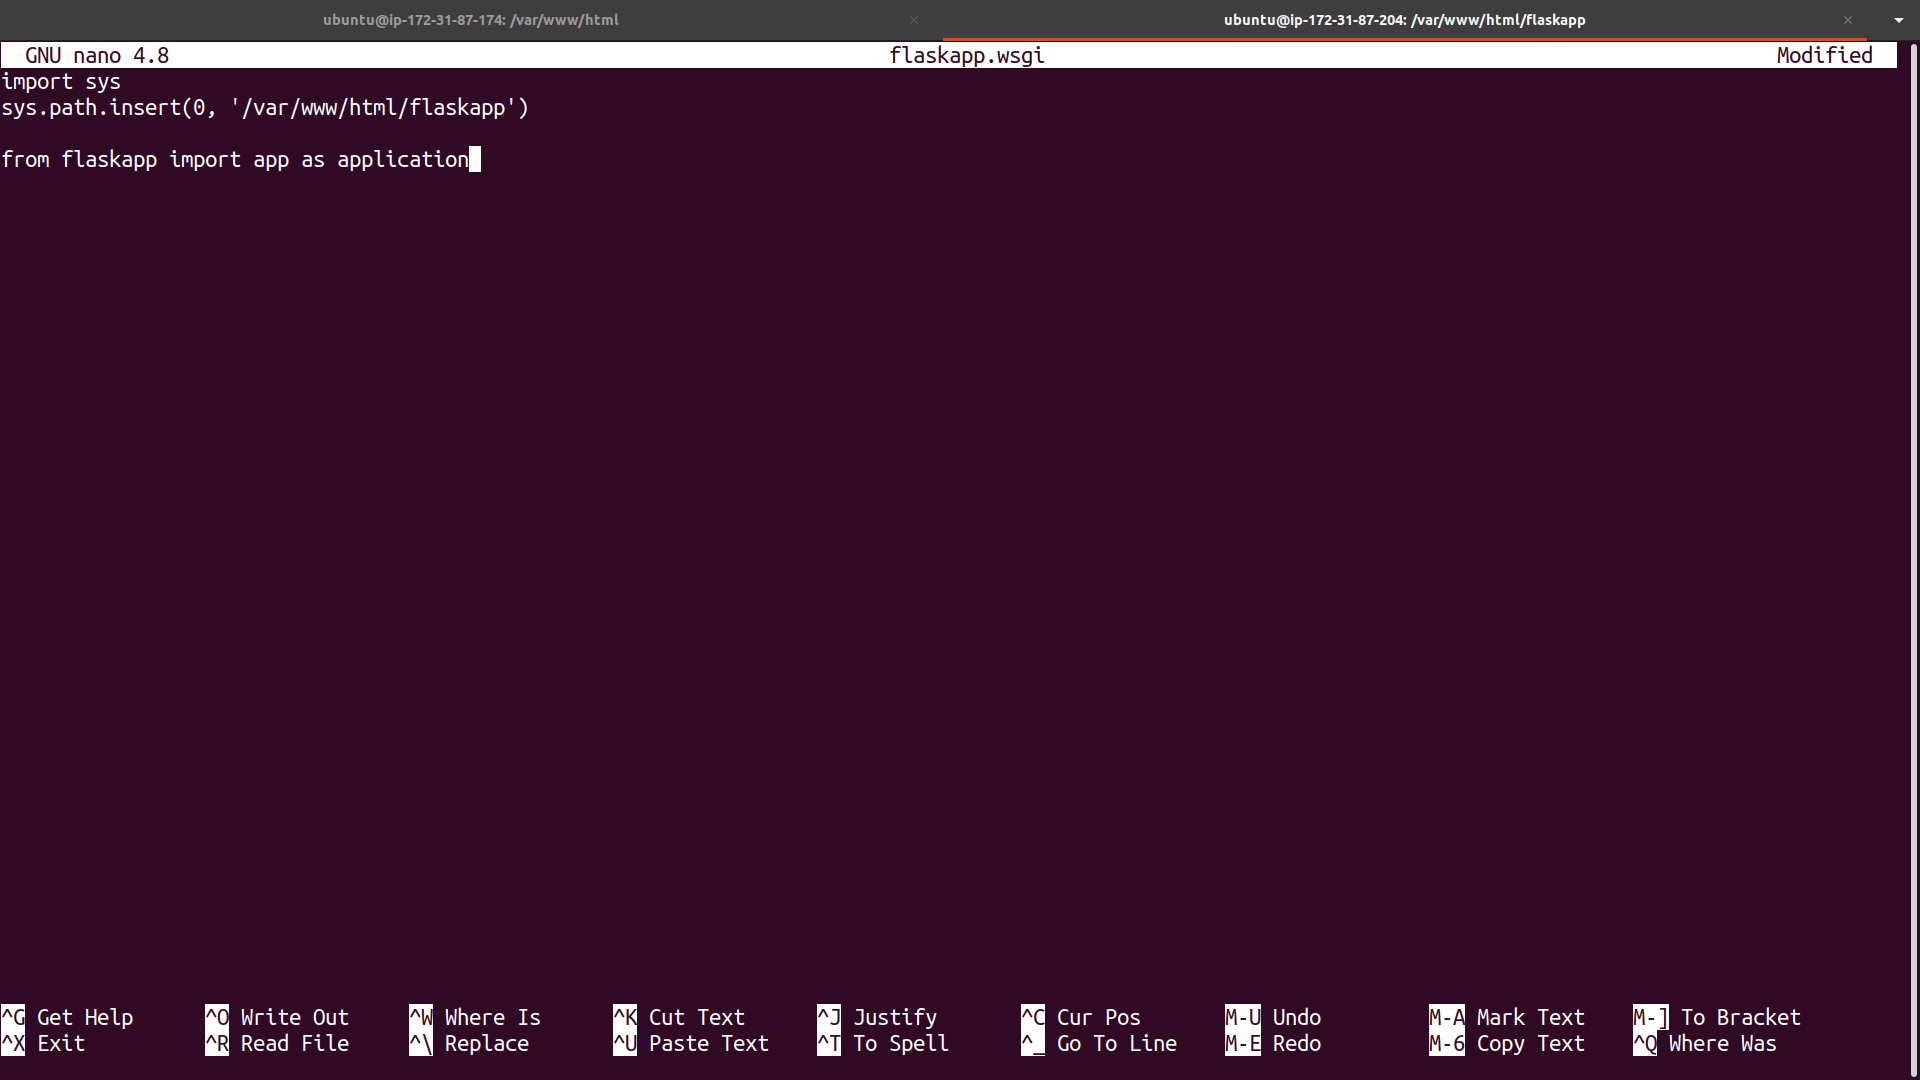 ubuntu@ip-172-31-87-174: /var/www/html × ubuntu@ip-172-31-87-204: /var/www/html/flaskapp ×
GNU nano 4.8 flaskapp.wsgi Modified
import sys
sys.path.insert(0, '/var/www/html/flaskapp')
from flaskapp import app as application
^G Get Help ^O Write Out ^W Where Is ^K Cut Text ^J Justify ^C Cur Pos M-U Undo M-A Mark Text M-] To Bracket
^X Exit ^R Read File ^\ Replace ^U Paste Text ^T To Spell ^_ Go To Line M-E Redo M-6 Copy Text ^Q Where Was